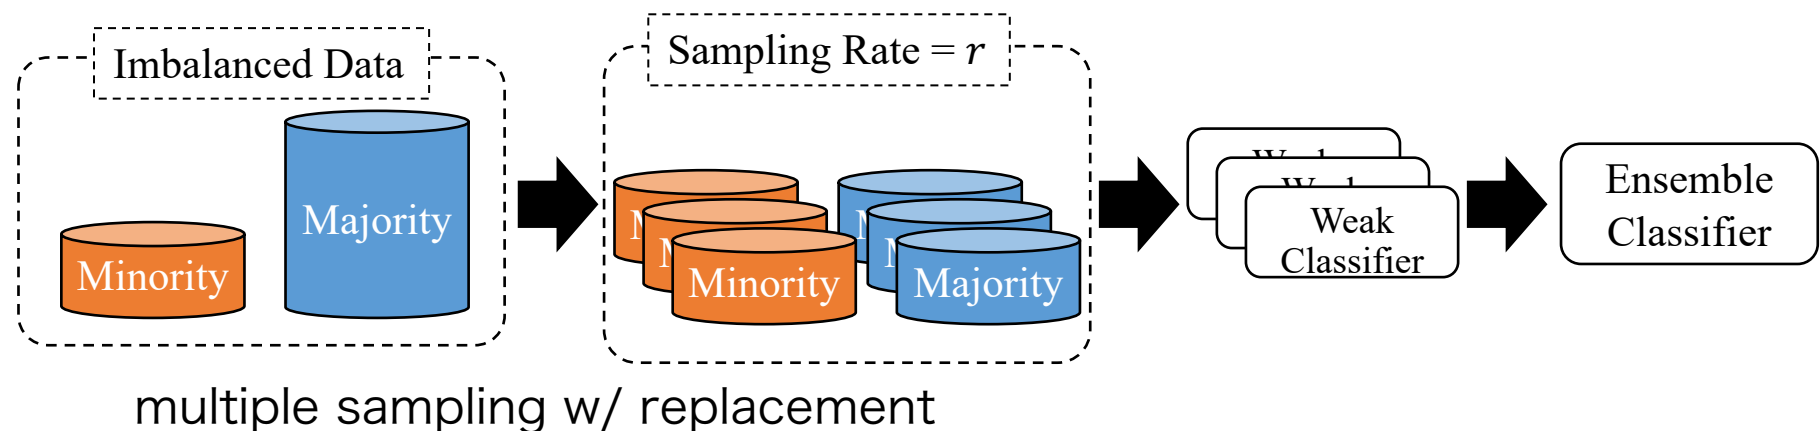 Imbalanced Data
Minority
Majority
Sampling Rate = r
Minority
Majority
Weak
Classifier
Ensemble
Classifier
multiple sampling w/ replacement